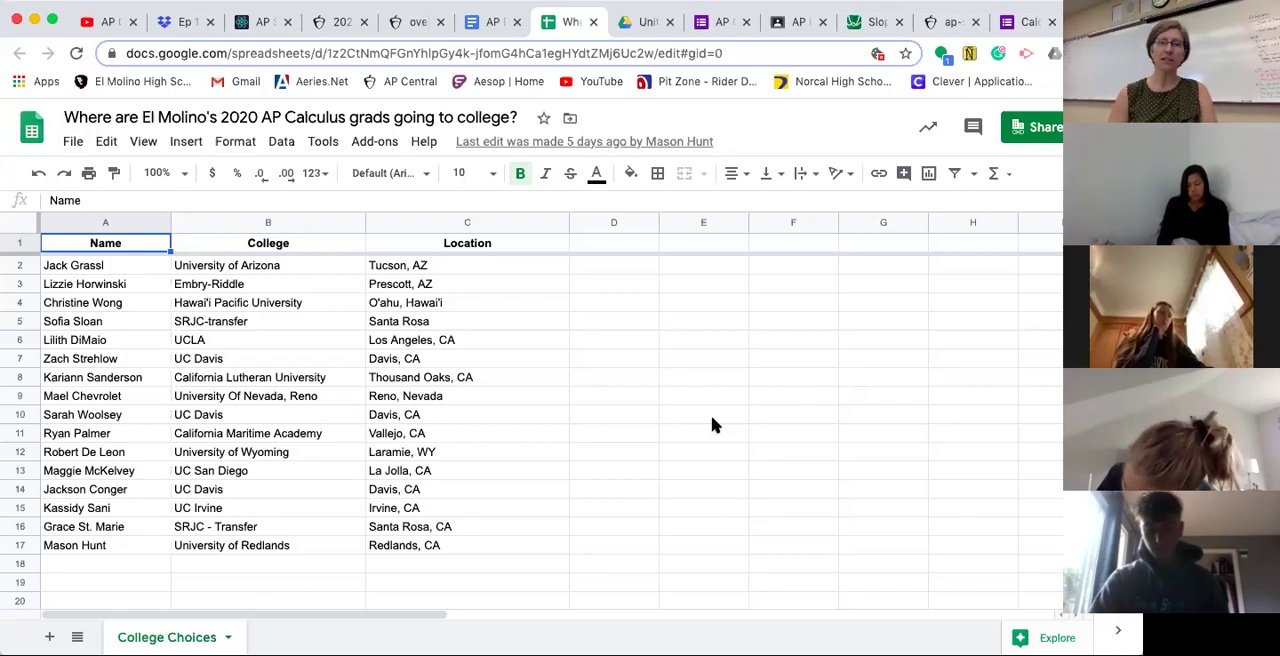 AP
Ep 1
AP S
202
ove
AP I
Whe
Unit
AP
AP
Slop
ap-s
Calc
docs.google.com/spreadsheets/d/
/edit#gid=0
Apps El Molino High Sc... Gmail Aeries.Net AP Central Aesop | Home YouTube Pit Zone - Rider D... Norcal High Scho... Clever | Applicatio...
Where are El Molino's 2020 AP Calculus grads going to college?
Share
File Edit View Insert Format Data Tools Add-ons Help Last edit was made 5 days ago by Mason Hunt
100% $ % .0 .00 123 Default (Ari... 10 B I S A
fx Name
A B C D E F G H
1 Name College Location
2 Jack Grassl University of Arizona Tucson, AZ
3 Lizzie Horwinski Embry-Riddle Prescott, AZ
4 Christine Wong Hawai'i Pacific University O'ahu, Hawai'i
5 Sofia Sloan SRJC-transfer Santa Rosa
6 Lilith DiMaio UCLA Los Angeles, CA
7 Zach Strehlow UC Davis Davis, CA
8 Kariann Sanderson California Lutheran University Thousand Oaks, CA
9 Mael Chevrolet University Of Nevada, Reno Reno, Nevada
10 Sarah Woolsey UC Davis Davis, CA
11 Ryan Palmer California Maritime Academy Vallejo, CA
12 Robert De Leon University of Wyoming Laramie, WY
13 Maggie McKelvey UC San Diego La Jolla, CA
14 Jackson Conger UC Davis Davis, CA
15 Kassidy Sani UC Irvine Irvine, CA
16 Grace St. Marie SRJC - Transfer Santa Rosa, CA
17 Mason Hunt University of Redlands Redlands, CA
18
19
20
College Choices
Explore